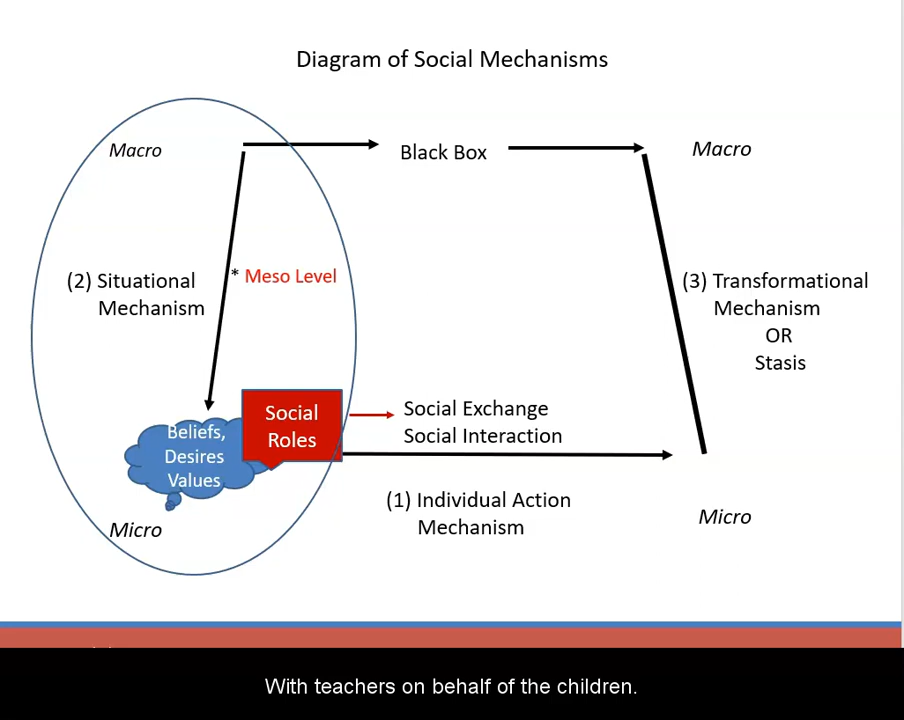 Diagram of Social Mechanisms
Macro
Black Box
Macro
(2) Situational
Mechanism
* Meso Level
(3) Transformational
Mechanism
OR
Stasis
Beliefs,
Desires
Values
Social
Roles
Social Exchange
Social Interaction
(1) Individual Action
Mechanism
Micro
Micro
With teachers on behalf of the children.